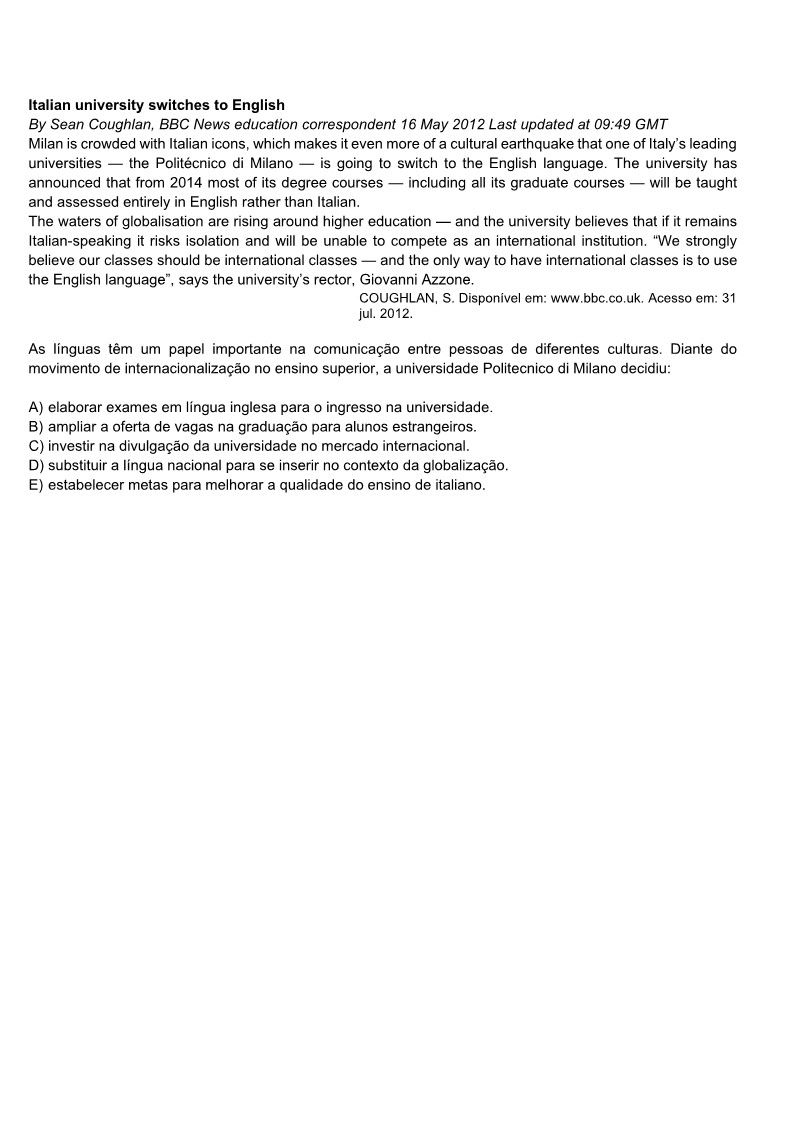 Italian university switches to English
By Sean Coughlan, BBC News education correspondent 16 May 2012 Last updated at 09:49 GMT
Milan is crowded with Italian icons, which makes it even more of a cultural earthquake that one of Italy’s leading
universities — the Politécnico di Milano — is going to switch to the English language. The university has
announced that from 2014 most of its degree courses — including all its graduate courses — will be taught
and assessed entirely in English rather than Italian.
The waters of globalisation are rising around higher education — and the university believes that if it remains
Italian-speaking it risks isolation and will be unable to compete as an international institution. “We strongly
believe our classes should be international classes — and the only way to have international classes is to use
the English language”, says the university’s rector, Giovanni Azzone.
COUGHLAN, S. Disponível em: www.bbc.co.uk. Acesso em: 31
jul. 2012.
As línguas têm um papel importante na comunicação entre pessoas de diferentes culturas. Diante do
movimento de internacionalização no ensino superior, a universidade Politecnico di Milano decidiu:
A) elaborar exames em língua inglesa para o ingresso na universidade.
B) ampliar a oferta de vagas na graduação para alunos estrangeiros.
C) investir na divulgação da universidade no mercado internacional.
D) substituir a língua nacional para se inserir no contexto da globalização.
E) estabelecer metas para melhorar a qualidade do ensino de italiano.